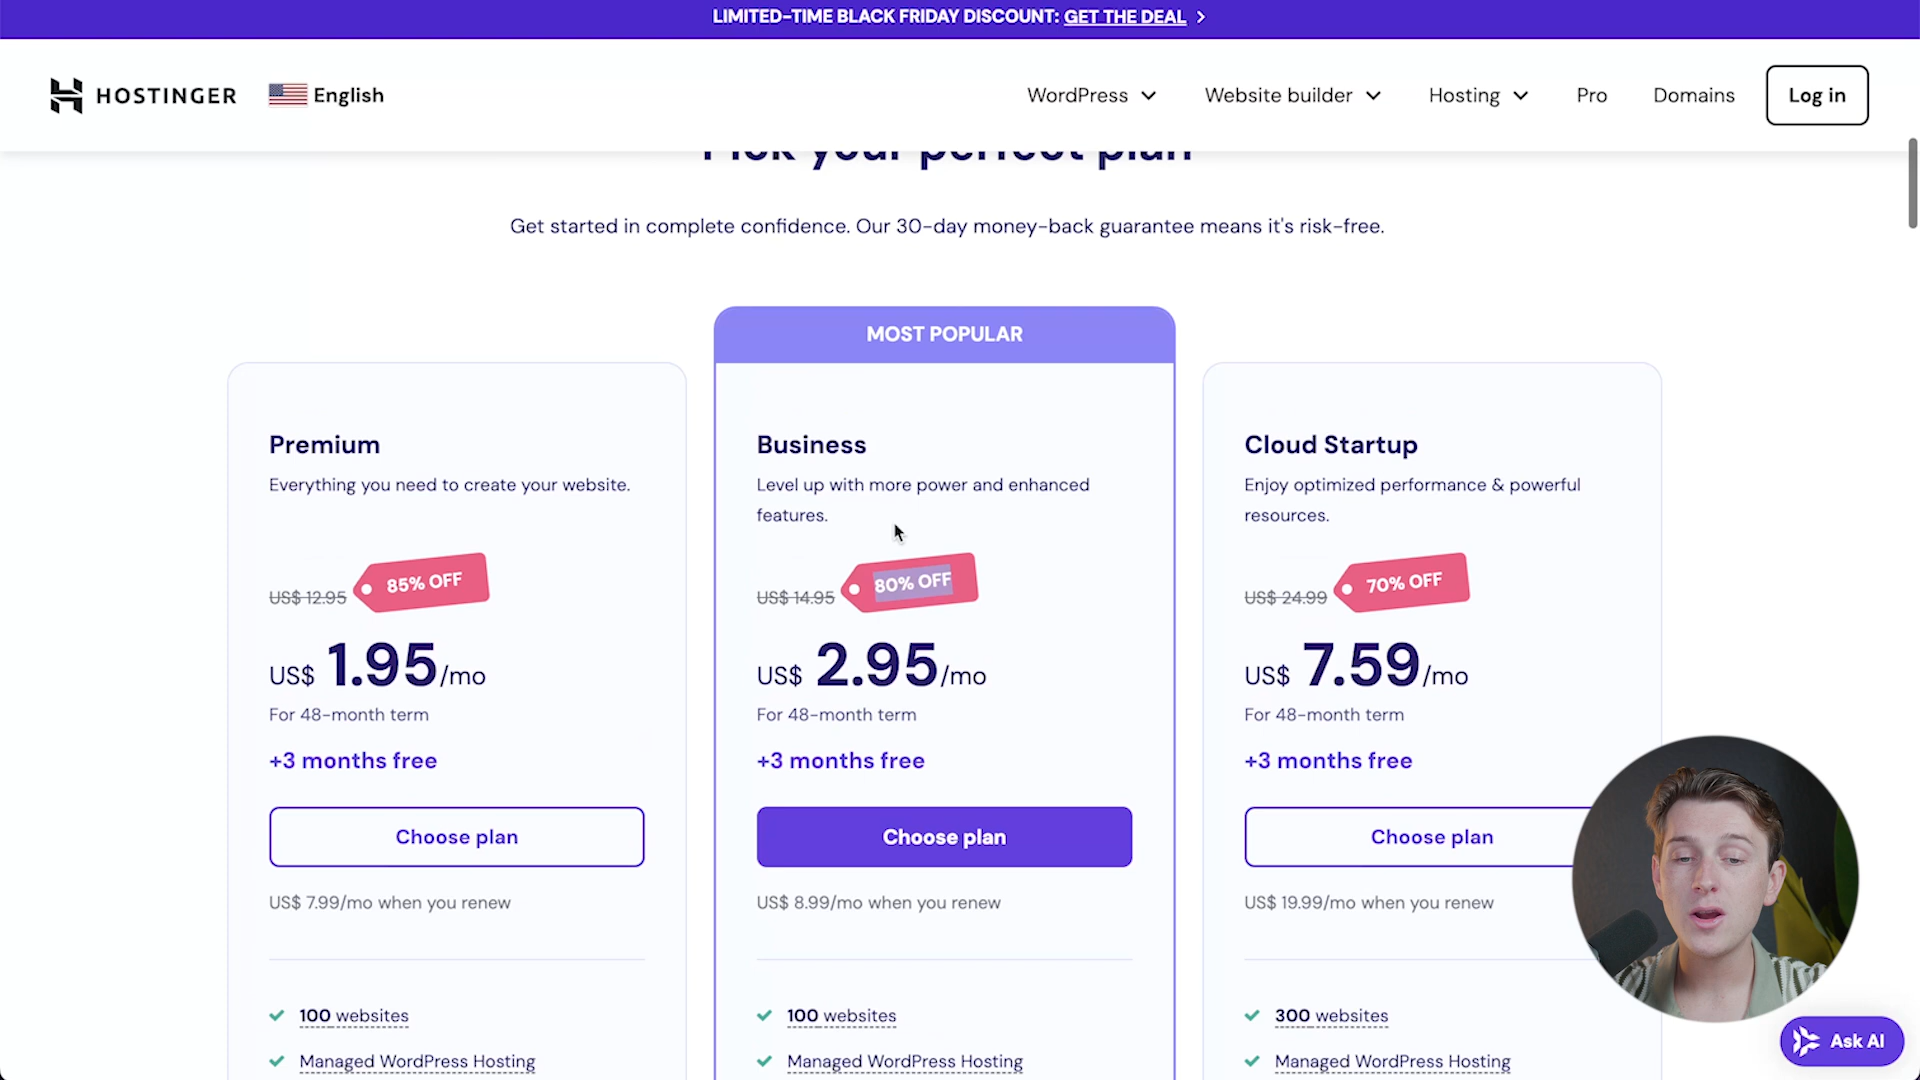 LIMITED-TIME BLACK FRIDAY DISCOUNT: GET THE DEAL
HOSTINGER
English
WordPress
Website builder
Hosting
Pro
Domains
Log in
Pick your perfect plan
Get started in complete confidence. Our 30-day money-back guarantee means it's risk-free.
MOST POPULAR
Premium
Everything you need to create your website.
US$ 12.95
85% OFF
US$ 1.95/mo
For 48-month term
+3 months free
Choose plan
US$ 7.99/mo when you renew
100 websites
Managed WordPress Hosting
Business
Level up with more power and enhanced
features.
US$ 14.95
80% OFF
US$ 2.95/mo
For 48-month term
+3 months free
Choose plan
US$ 8.99/mo when you renew
100 websites
Managed WordPress Hosting
Cloud Startup
Enjoy optimized performance & powerful
resources.
US$ 24.99
70% OFF
US$ 7.59/mo
For 48-month term
+3 months free
Choose plan
US$ 19.99/mo when you renew
300 websites
Managed WordPress Hosting
Ask AI